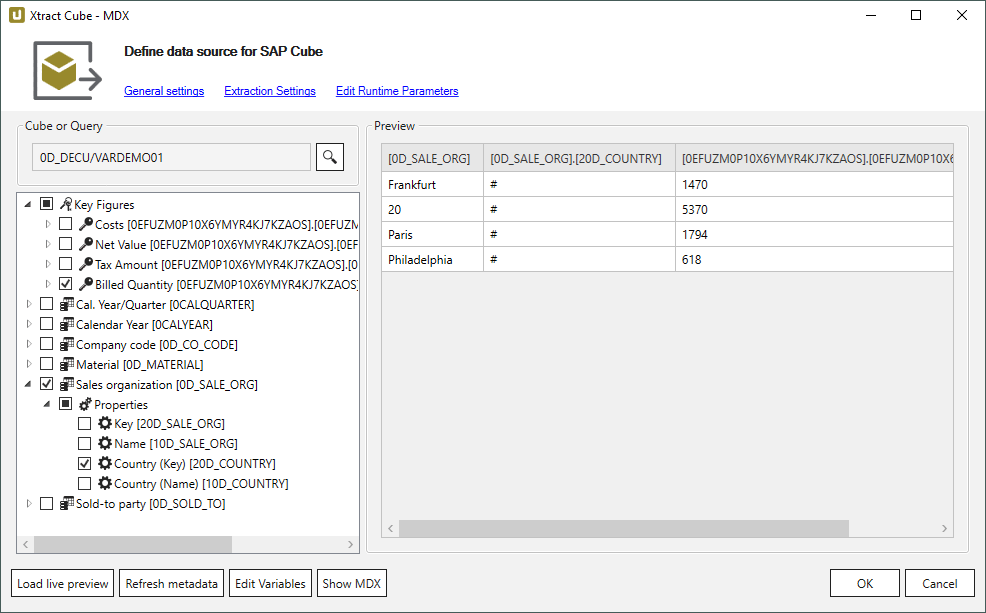 Xtract Cube - MDX
Define data source for SAP Cube
General settings Extraction Settings Edit Runtime Parameters
Cube or Query
0D_DECU/VARDEMO01
Key Figures
Costs [0EFUZM0P10X6YMYR4KJ7KZAOS].[0EFUZM
Net Value [0EFUZM0P10X6YMYR4KJ7KZAOS].[0EF
Tax Amount [0EFUZM0P10X6YMYR4KJ7KZAOS].[0
Billed Quantity [0EFUZM0P10X6YMYR4KJ7KZAOS]
Cal. Year/Quarter [0CALQUARTER]
Calendar Year [0CALYEAR]
Company code [0D_CO_CODE]
Material [0D_MATERIAL]
Sales organization [0D_SALE_ORG]
Properties
Key [20D_SALE_ORG]
Name [10D_SALE_ORG]
Country (Key) [20D_COUNTRY]
Country (Name) [10D_COUNTRY]
Sold-to party [0D_SOLD_TO]
Preview
[0D_SALE_ORG] [0D_SALE_ORG].[20D_COUNTRY] [0EFUZM0P10X6YMYR4KJ7KZAOS].[0EFUZM0P10X6
Frankfurt # 1470
20 # 5370
Paris # 1794
Philadelphia # 618
Load live preview Refresh metadata Edit Variables Show MDX OK Cancel